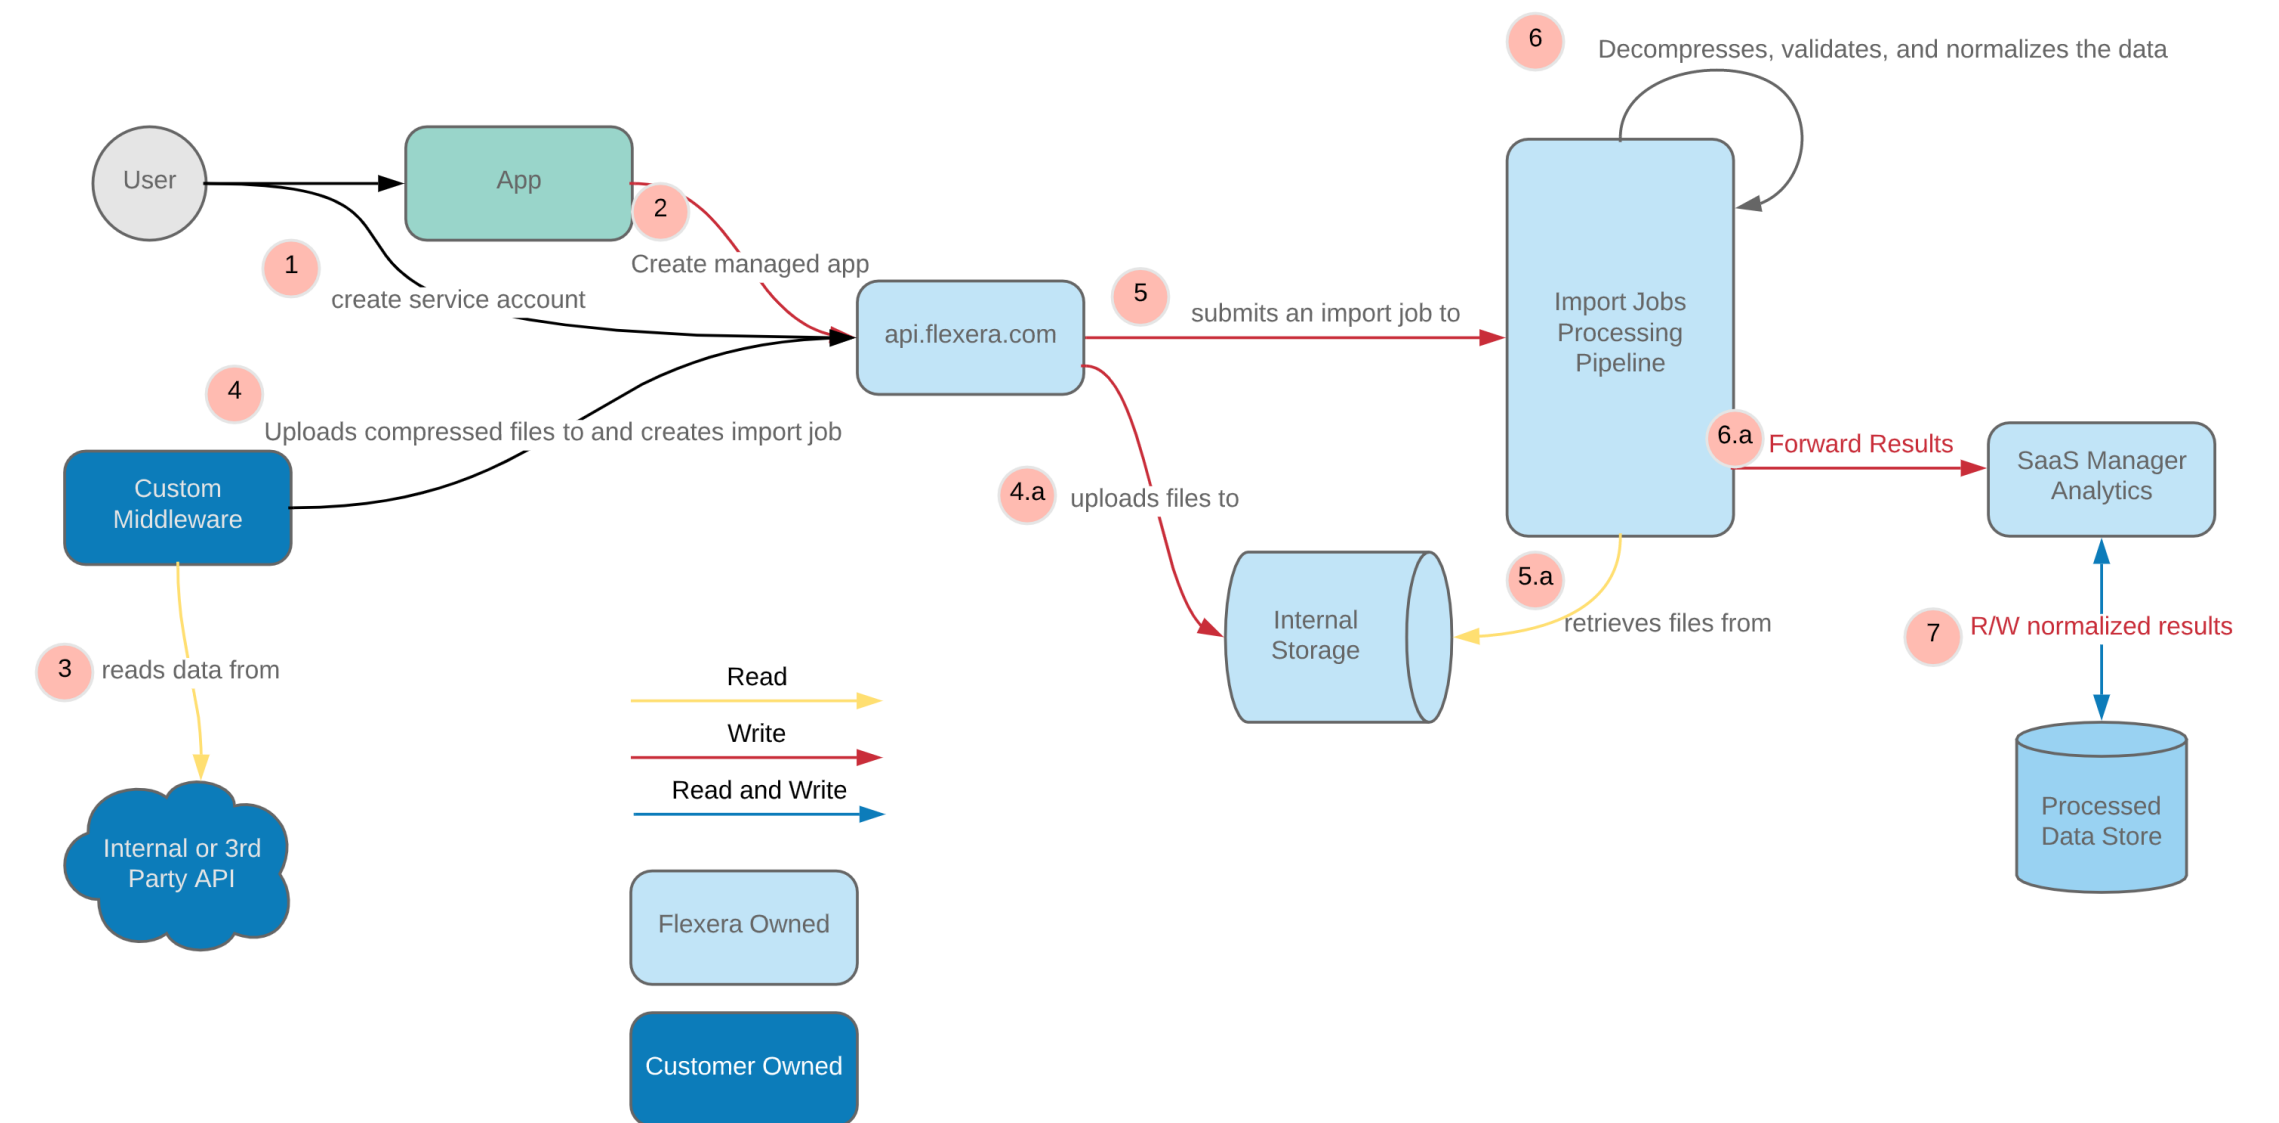 6
Decompresses, validates, and normalizes the data
User
App
2
1
Create managed app
create service account
api.flexera.com
5
submits an import job to
Import Jobs
Processing
Pipeline
4
Uploads compressed files to and creates import job
6.a
Forward Results
SaaS Manager
Analytics
Custom
Middleware
4.a
uploads files to
5.a
retrieves files from
Internal
Storage
7
R/W normalized results
3
reads data from
Read
Write
Read and Write
Processed
Data Store
Internal or 3rd
Party API
Flexera Owned
Customer Owned